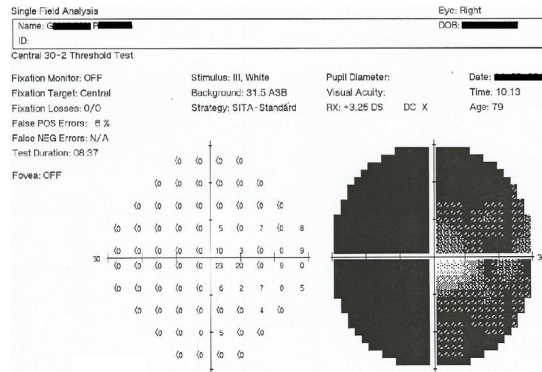 Single Field Analysis Eye: Right
Name: G P DOB:
ID:
Central 30-2 Threshold Test
Fixation Monitor: OFF Stimulus: III, White Pupil Diameter: Date:
Fixation Target: Central Background: 31.5 ASB Visual Acuity: Time: 10.13
Fixation Losses: 0/0 Strategy: SITA-Standard RX: +3.25 DS DC X Age: 79
False POS Errors: 6 %
False NEG Errors: N/A
Test Duration: 08:37
Fovea: OFF
<0 <0 <0 <0
<0 <0 <0 <0 <0 <0
<0 <0 <0 <0 <0 <0 <0 <0
<0 <0 <0 <0 <0 5 <0 7 <0 8
<0 <0 <0 <0 <0 10 3 <0 0 9
30 30
<0 <0 <0 <0 <0 23 20 <0 5 0
<0 <0 <0 <0 <0 6 2 7 0 5
<0 <0 <0 <0 <0 <0 4 <0
<0 <0 0 5 <0 <0
<0 <0 <0 <0